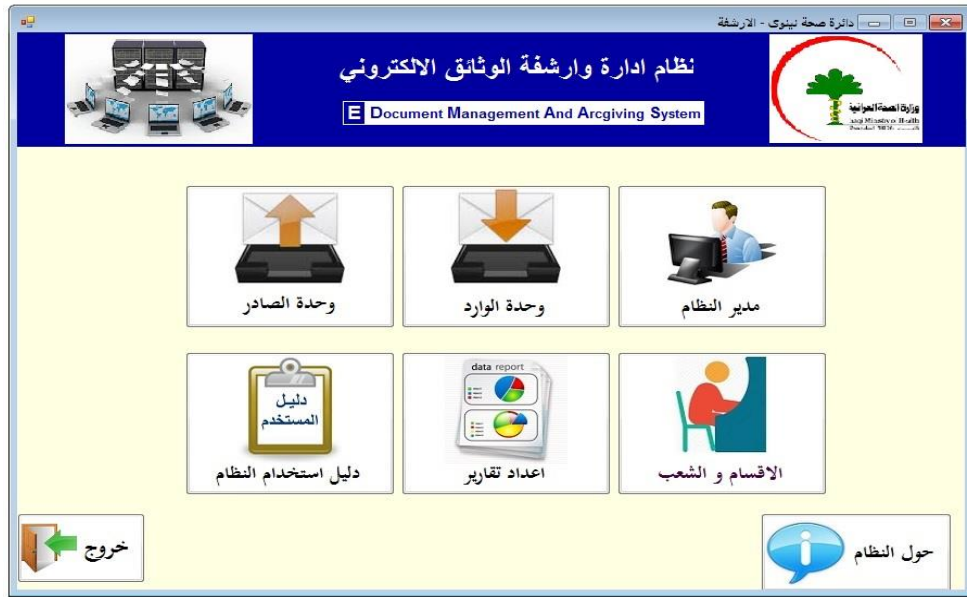 دائرة صحة نينوى - الارشفة
نظام ادارة وارشفة الوثائق الالكتروني
E Document Management And Arcgiving System
وزارة الصحة العراقية
مدير النظام
وحدة الوارد
وحدة الصادر
data report
دليل
المستخدم
الاقسام و الشعب
اعداد تقارير
دليل استخدام النظام
حول النظام
خروج